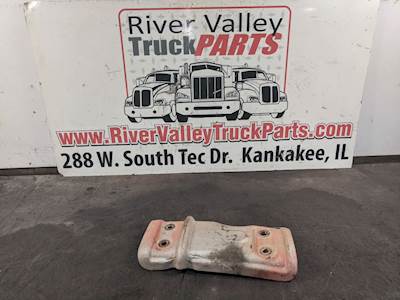 River Valley
TruckPARTS
www.RiverValleyTruckParts.com
288 W. South Tec Dr. Kankakee, IL